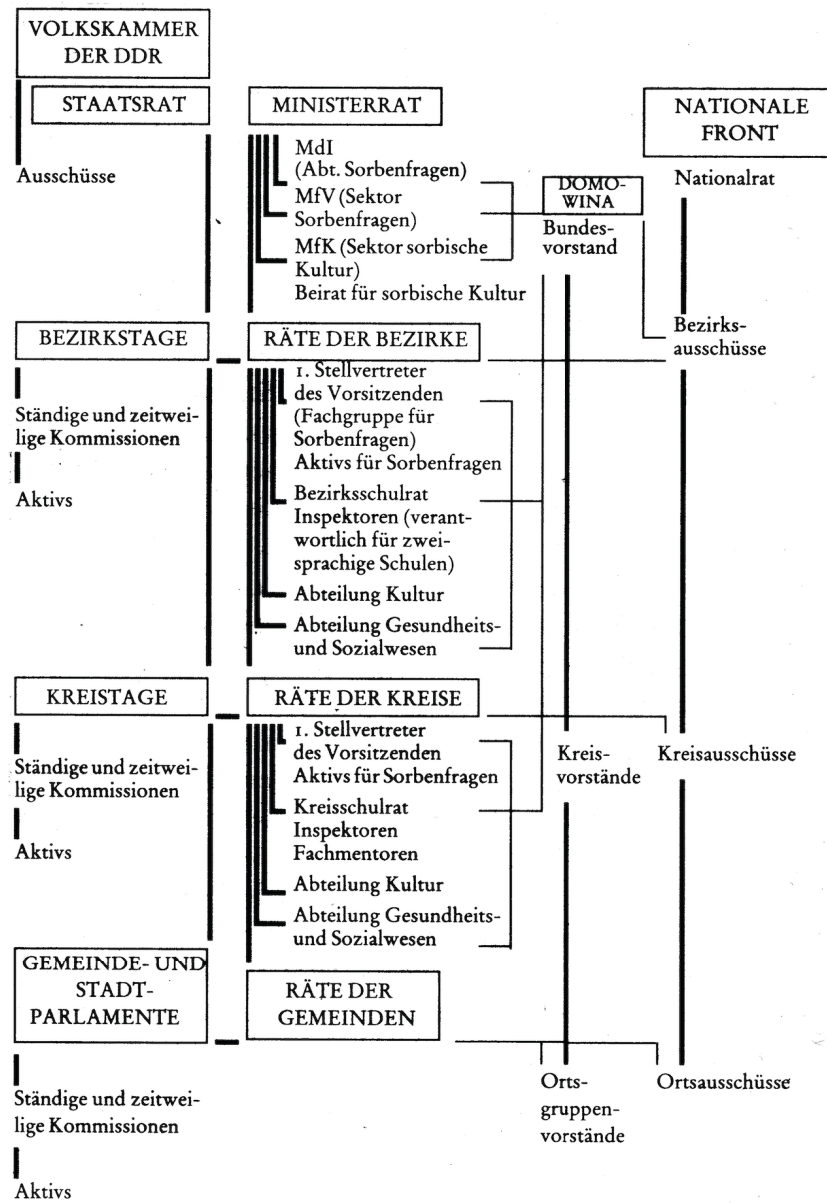 VOLKSKAMMER
DER DDR
STAATSRAT
Ausschüsse
MINISTERRAT
MdI
(Abt. Sorbenfragen)
MfV (Sektor
Sorbenfragen)
MfK (Sektor sorbische
Kultur)
Beirat für sorbische Kultur
DOMO-
WINA
Bundes-
vorstand
NATIONALE
FRONT
Nationalrat
BEZIRKSTAGE
Ständige und zeitwei-
lige Kommissionen
Aktivs
RÄTE DER BEZIRKE
1. Stellvertreter
des Vorsitzenden
(Fachgruppe für
Sorbenfragen)
Aktivs für Sorbenfragen
Bezirksschulrat
Inspektoren (verant-
wortlich für zwei-
sprachige Schulen)
Abteilung Kultur
Abteilung Gesundheits-
und Sozialwesen
Bezirks-
ausschüsse
KREISTAGE
Ständige und zeitwei-
lige Kommissionen
Aktivs
RÄTE DER KREISE
1. Stellvertreter
des Vorsitzenden
Aktivs für Sorbenfragen
Kreisschulrat
Inspektoren
Fachmentoren
Abteilung Kultur
Abteilung Gesundheits-
und Sozialwesen
Kreis-
vorstände
Kreisausschüsse
GEMEINDE- UND
STADT-
PARLAMENTE
Ständige und zeitwei-
lige Kommissionen
Aktivs
RÄTE DER
GEMEINDEN
Orts-
gruppen-
vorstände
Ortsausschüsse